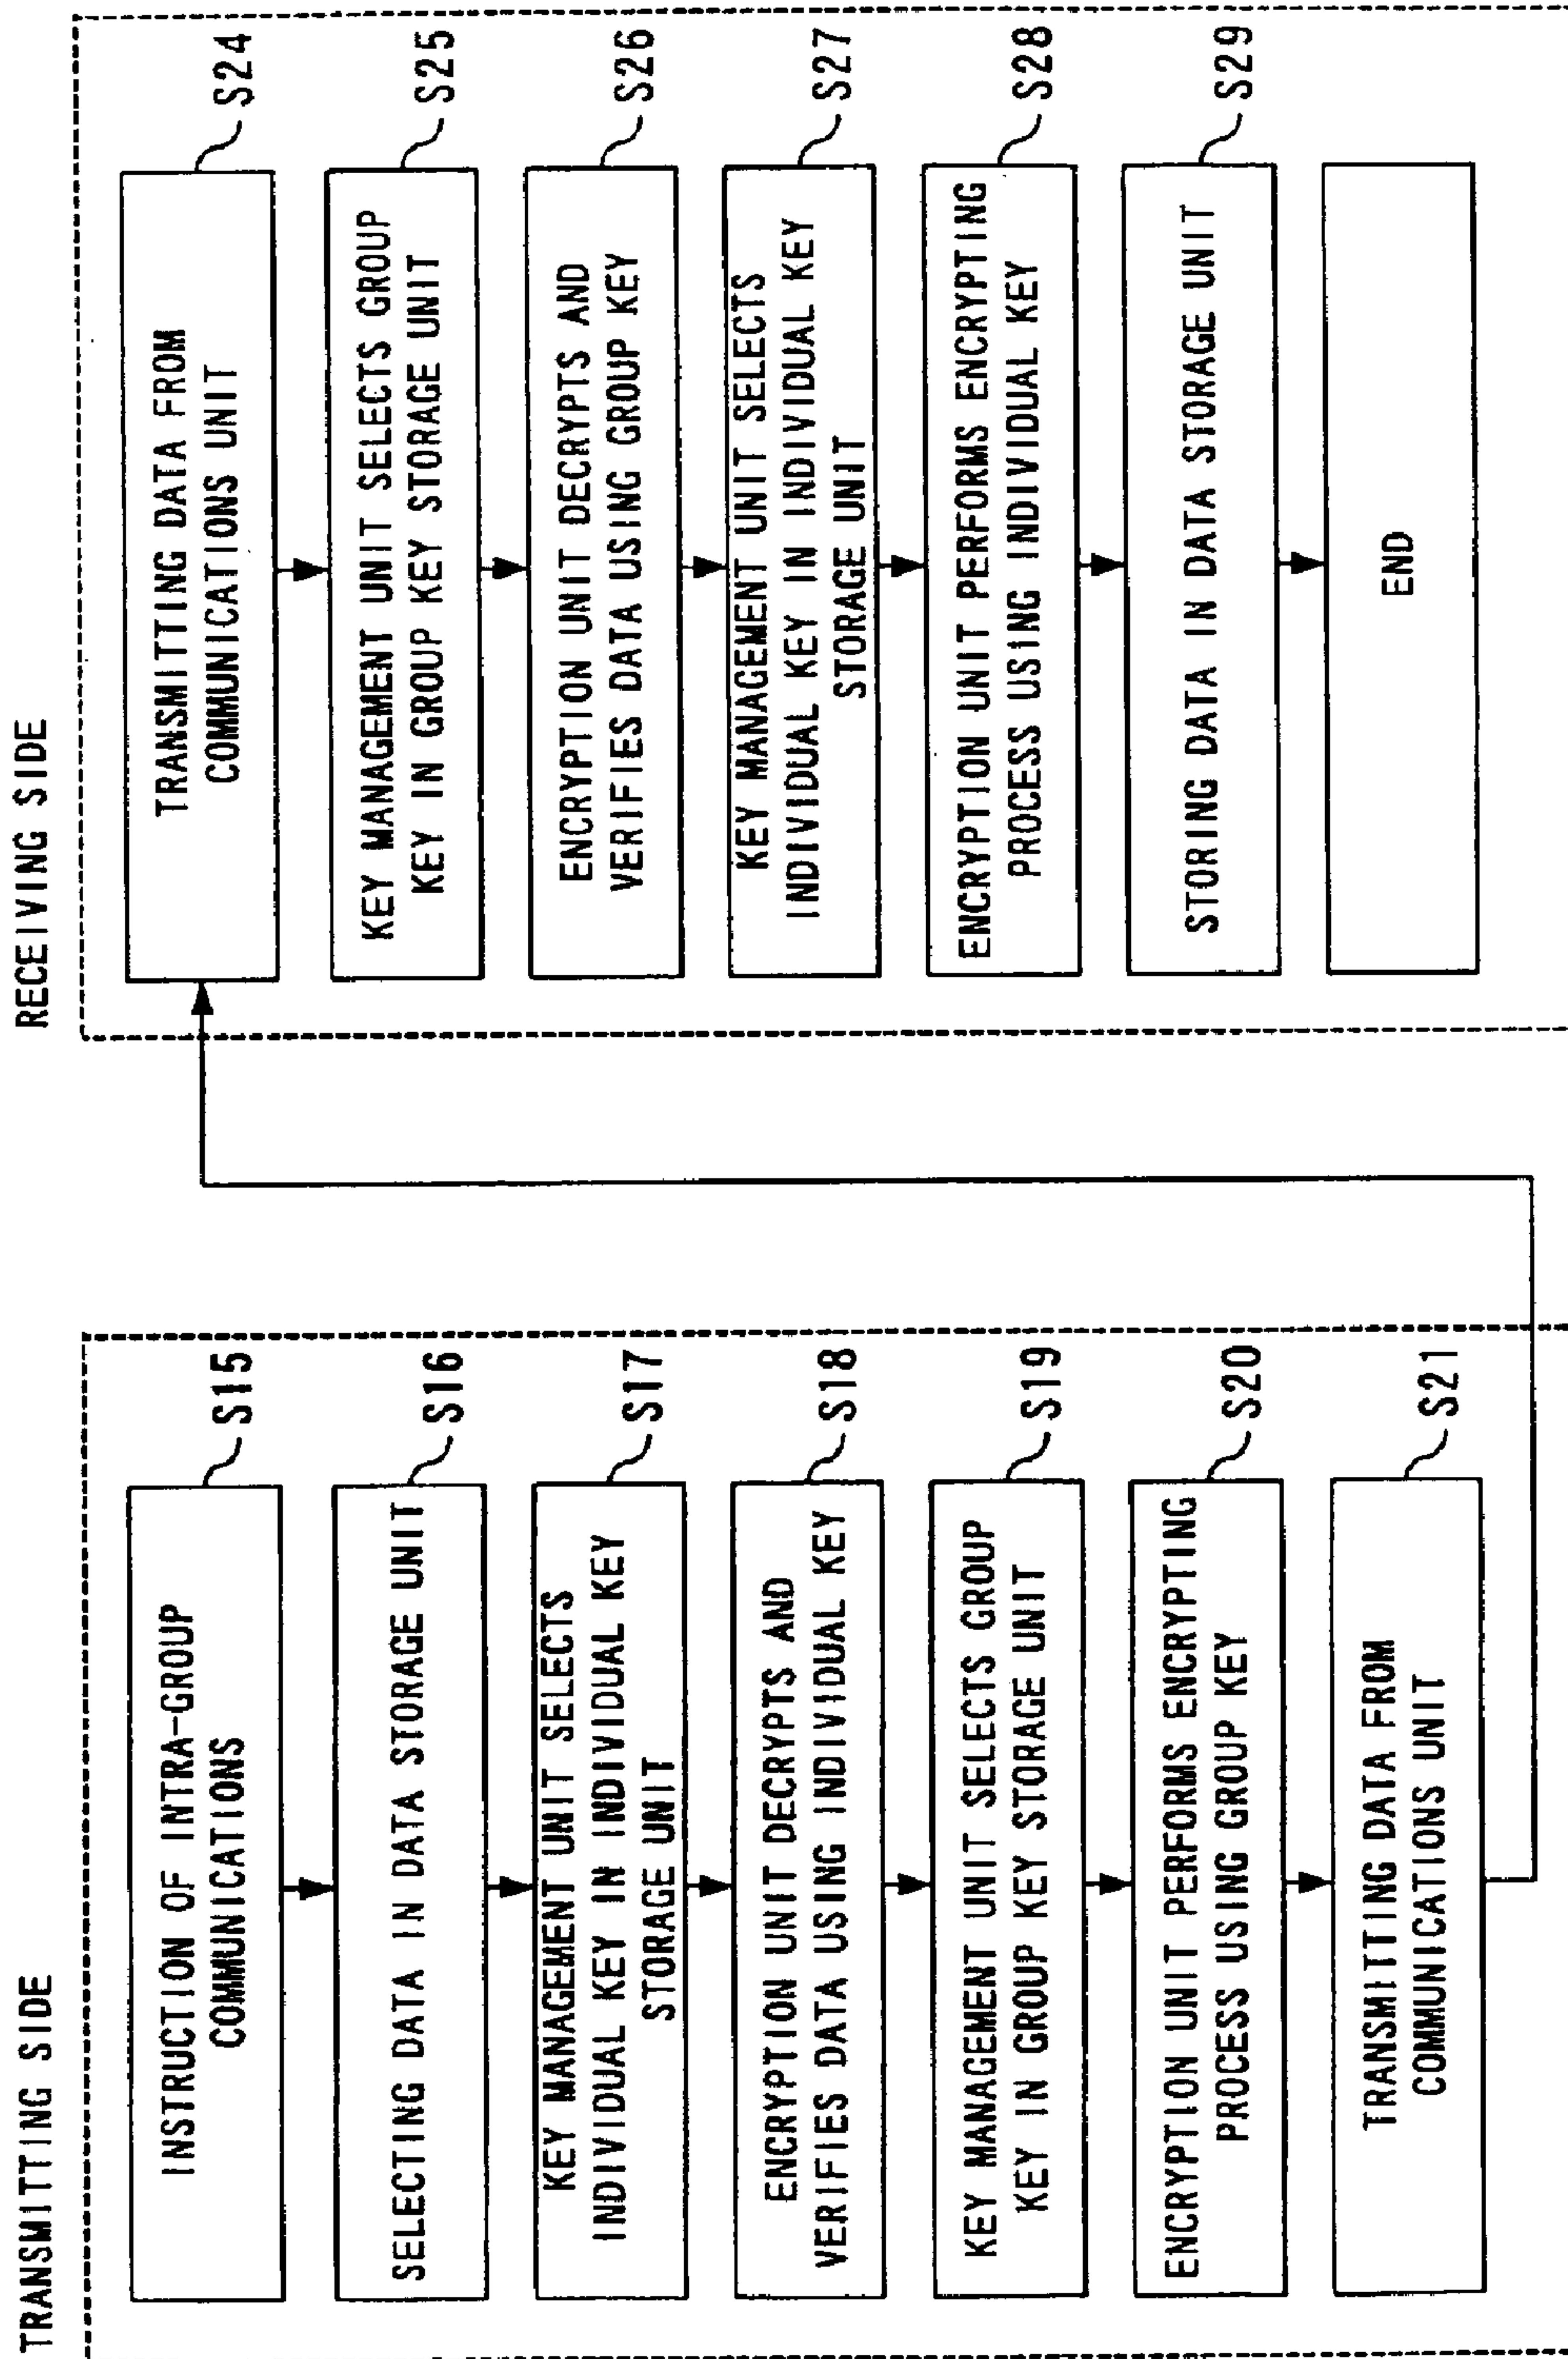 TRANSMITTING SIDE
INSTRUCTION OF INTRA-GROUP
COMMUNICATIONS
S15
SELECTING DATA IN DATA STORAGE UNIT
S16
KEY MANAGEMENT UNIT SELECTS
INDIVIDUAL KEY IN INDIVIDUAL KEY
STORAGE UNIT
S17
ENCRYPTION UNIT DECRYPTS AND
VERIFIES DATA USING INDIVIDUAL KEY
S18
KEY MANAGEMENT UNIT SELECTS GROUP
KEY IN GROUP KEY STORAGE UNIT
S19
ENCRYPTION UNIT PERFORMS ENCRYPTING
PROCESS USING GROUP KEY
S20
TRANSMITTING DATA FROM
COMMUNICATIONS UNIT
S21
RECEIVING SIDE
TRANSMITTING DATA FROM
COMMUNICATIONS UNIT
S24
KEY MANAGEMENT UNIT SELECTS GROUP
KEY IN GROUP KEY STORAGE UNIT
S25
ENCRYPTION UNIT DECRYPTS AND
VERIFIES DATA USING GROUP KEY
S26
KEY MANAGEMENT UNIT SELECTS
INDIVIDUAL KEY IN INDIVIDUAL KEY
STORAGE UNIT
S27
ENCRYPTION UNIT PERFORMS ENCRYPTING
PROCESS USING INDIVIDUAL KEY
S28
STORING DATA IN DATA STORAGE UNIT
S29
END